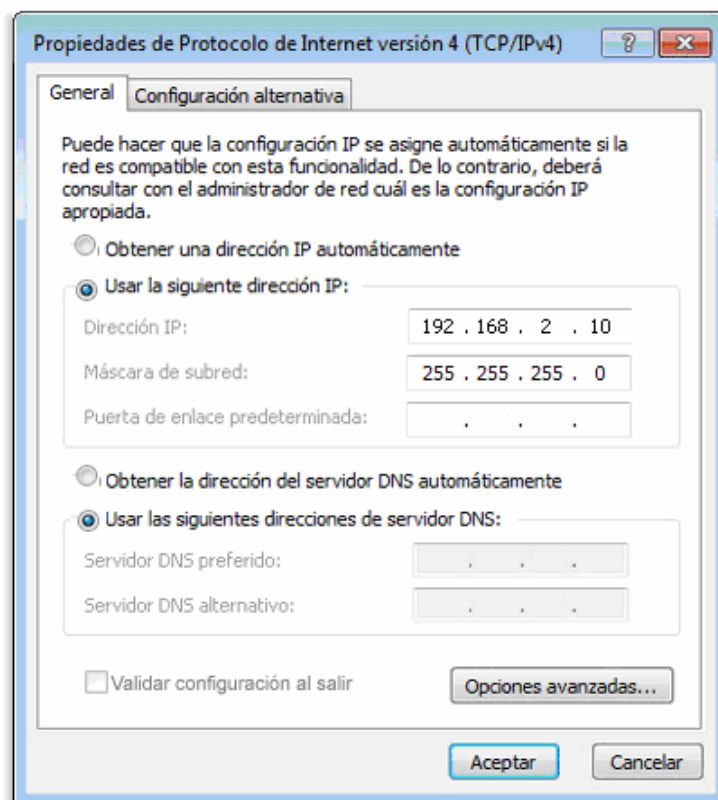 Propiedades de Protocolo de Internet versión 4 (TCP/IPv4)
General
Configuración alternativa
Puede hacer que la configuración IP se asigne automáticamente si la
red es compatible con esta funcionalidad. De lo contrario, deberá
consultar con el administrador de red cuál es la configuración IP
apropiada.
Obtener una dirección IP automáticamente
Usar la siguiente dirección IP:
Dirección IP: 192 . 168 . 2 . 10
Máscara de subred: 255 . 255 . 255 . 0
Puerta de enlace predeterminada: . . .
Obtener la dirección del servidor DNS automáticamente
Usar las siguientes direcciones de servidor DNS:
Servidor DNS preferido: . . .
Servidor DNS alternativo: . . .
Validar configuración al salir
Opciones avanzadas...
Aceptar
Cancelar